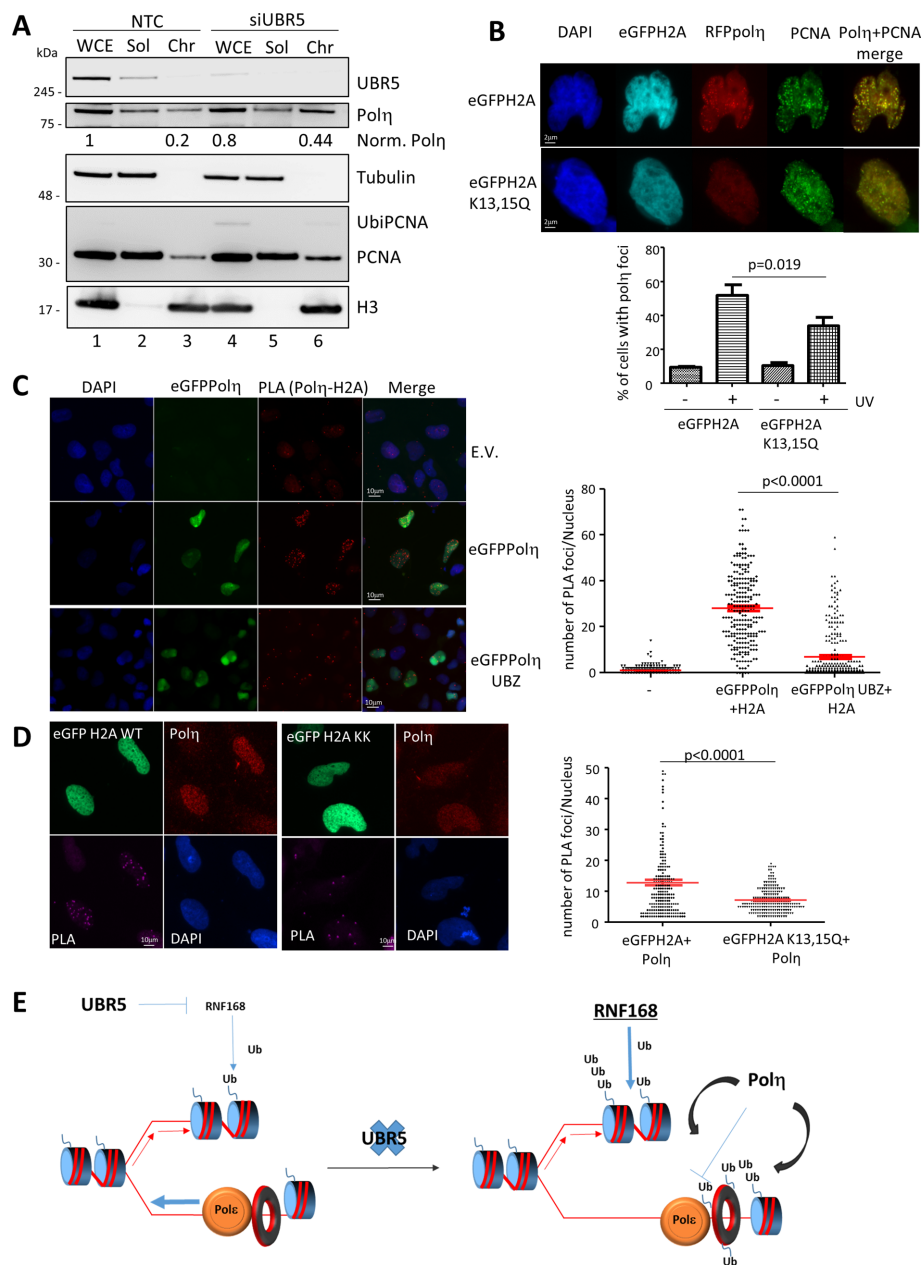 A
NTC siUBR5
kDa WCE Sol Chr WCE Sol Chr
245 - UBR5
75 - Polη
1 0.2 0.8 0.44 Norm. Polη
Tubulin
48 -
UbiPCNA
30 - PCNA
17 - H3
1 2 3 4 5 6
B
DAPI eGFPH2A RFPpolη PCNA Polη+PCNA
merge
eGFPH2A
2μm
eGFPH2A
K13,15Q
2μm
% of cells with polη foci
80
60
40
20
0
p=0.019
- + - + UV
eGFPH2A eGFPH2A
K13,15Q
C
DAPI eGFPPolη PLA (Polη-H2A) Merge
E.V.
10μm
eGFPPolη
10μm
eGFPPolη
UBZ
10μm
number of PLA foci/Nucleus
80
60
40
20
0
p<0.0001
- eGFPPolη eGFPPolη UBZ+
+H2A H2A
D
eGFP H2A WT Polη eGFP H2A KK Polη
PLA 10μm DAPI PLA 10μm DAPI
number of PLA foci/Nucleus
50
40
30
20
10
0
p<0.0001
eGFPH2A+ eGFPH2A K13,15Q+
Polη Polη
E
UBR5 RNF168
Ub
Ub
Polε
UBR5
RNF168
Ub
Ub
Ub
Ub Ub
Polη
Ub
Ub Ub
Ub
Polε
Ub